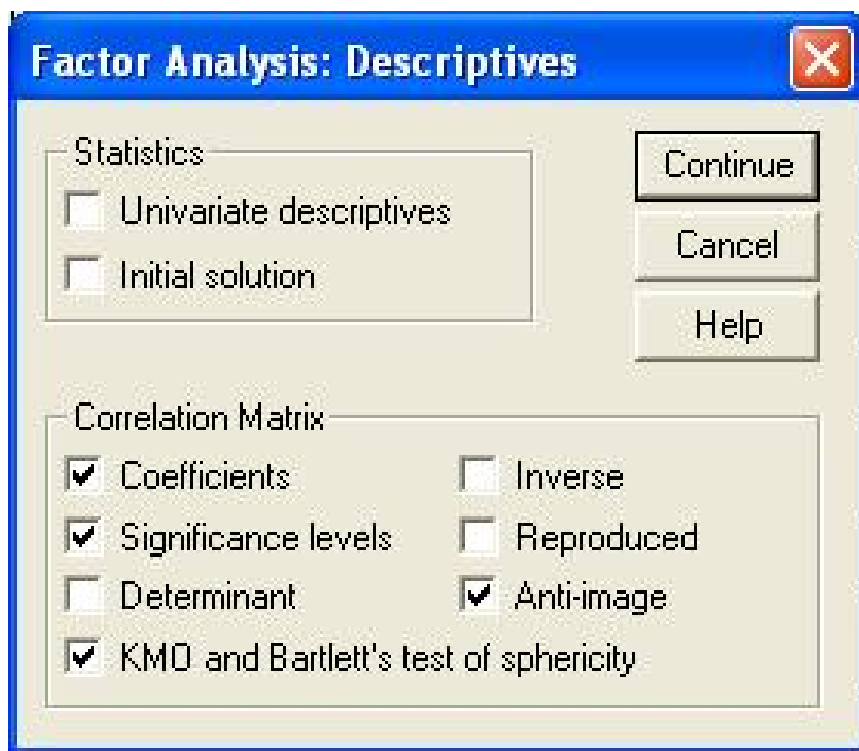 Factor Analysis: Descriptives
Statistics
Univariate descriptives
Initial solution
Continue
Cancel
Help
Correlation Matrix
Coefficients
Inverse
Significance levels
Reproduced
Determinant
Anti-image
KMO and Bartlett's test of sphericity